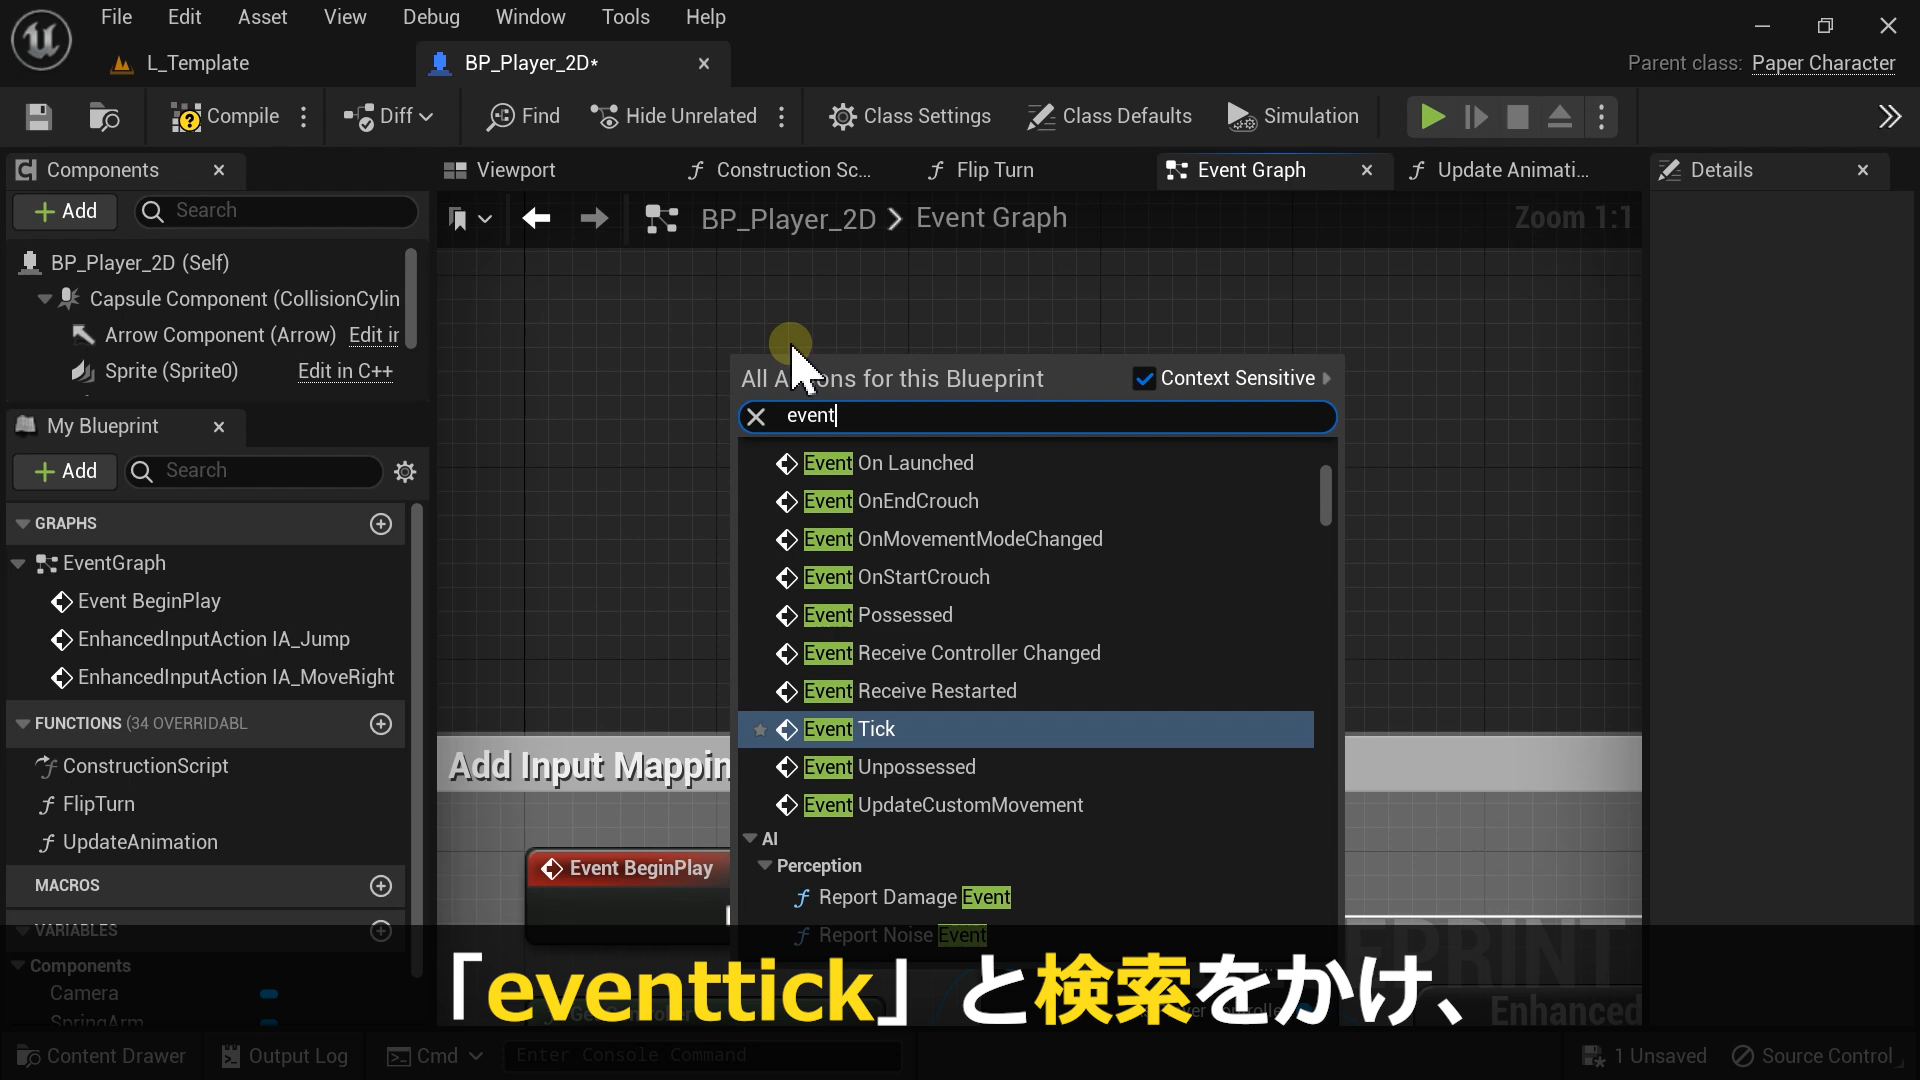 File Edit Asset View Debug Window Tools Help
L_Template
BP_Player_2D*
Parent class: Paper Character
Compile
Diff
Find
Hide Unrelated
Class Settings
Class Defaults
Simulation
Components
Viewport
Construction Sc...
Flip Turn
Event Graph
Update Animati...
Details
Add
Search
BP_Player_2D > Event Graph
Zoom 1:1
BP_Player_2D (Self)
Capsule Component (CollisionCylin
Arrow Component (Arrow) Edit in
Sprite (Sprite0) Edit in C++
My Blueprint
Add
Search
GRAPHS
EventGraph
Event BeginPlay
EnhancedInputAction IA_Jump
EnhancedInputAction IA_MoveRight
FUNCTIONS (34 OVERRIDABL
ConstructionScript
FlipTurn
UpdateAnimation
MACROS
VARIABLES
Components
Camera
SpringArm
All Actions for this Blueprint
Context Sensitive
event
Event On Launched
Event OnEndCrouch
Event OnMovementModeChanged
Event OnStartCrouch
Event Possessed
Event Receive Controller Changed
Event Receive Restarted
Event Tick
Event Unpossessed
Event UpdateCustomMovement
AI
Perception
Report Damage Event
Report Noise Event
Add Input Mappin
Event BeginPlay
Enhanced
「eventtick」と検索をかけ、
Content Drawer
Output Log
Cmd
Enter Console Command
1 Unsaved
Source Control